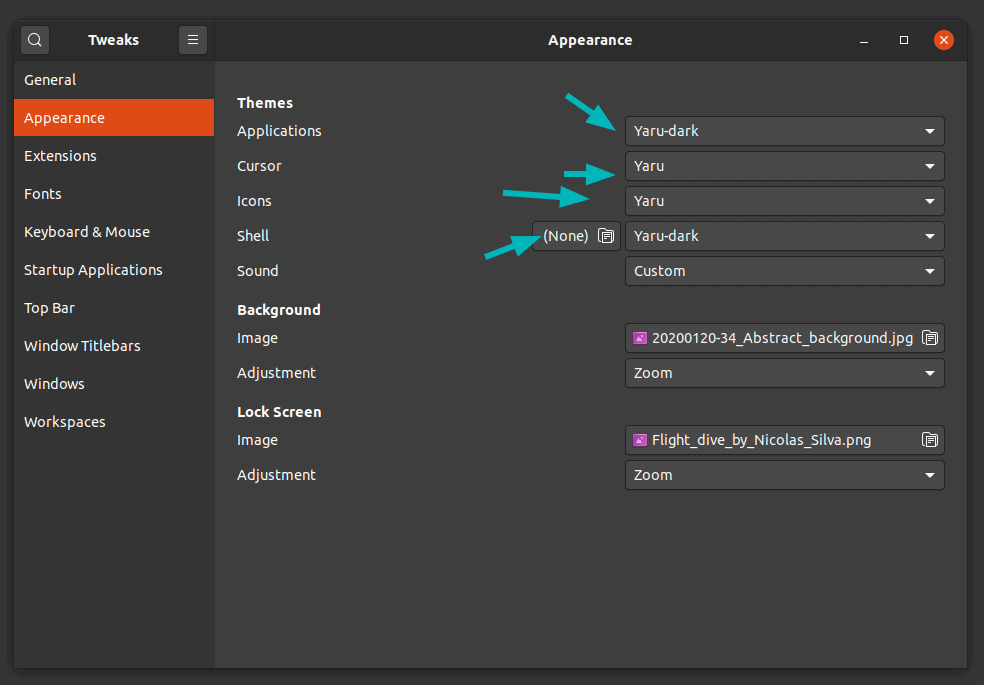 Tweaks
Appearance
General
Appearance
Extensions
Fonts
Keyboard & Mouse
Startup Applications
Top Bar
Window Titlebars
Windows
Workspaces
Themes
Applications Yaru-dark
Cursor Yaru
Icons Yaru
Shell (None) Yaru-dark
Sound Custom
Background
Image 20200120-34_Abstract_background.jpg
Adjustment Zoom
Lock Screen
Image Flight_dive_by_Nicolas_Silva.png
Adjustment Zoom